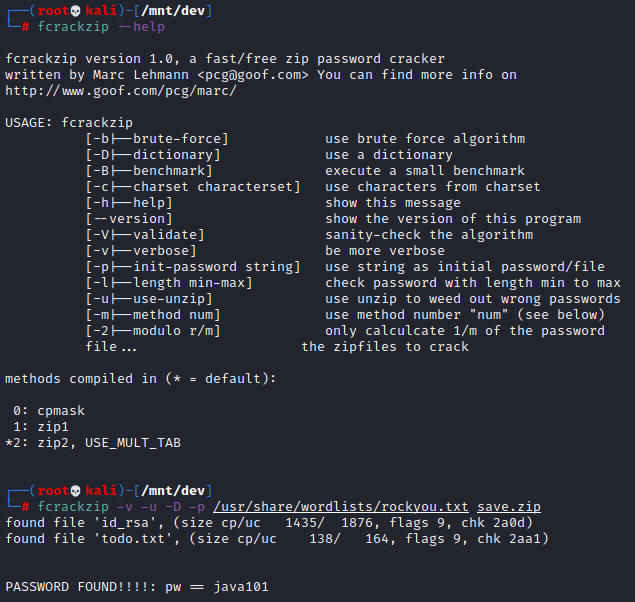 ┌──(root💀kali)-[/mnt/dev]
└─# fcrackzip --help

fcrackzip version 1.0, a fast/free zip password cracker
written by Marc Lehmann <pcg@goof.com> You can find more info on
http://www.goof.com/pcg/marc/

USAGE: fcrackzip
          [-b|--brute-force]            use brute force algorithm
          [-D|--dictionary]             use a dictionary
          [-B|--benchmark]              execute a small benchmark
          [-c|--charset characterset]   use characters from charset
          [-h|--help]                   show this message
          [--version]                   show the version of this program
          [-V|--validate]               sanity-check the algorithm
          [-v|--verbose]                be more verbose
          [-p|--init-password string]   use string as initial password/file
          [-l|--length min-max]         check password with length min to max
          [-u|--use-unzip]              use unzip to weed out wrong passwords
          [-m|--method num]             use method number "num" (see below)
          [-2|--modulo r/m]             only calculcate 1/m of the password
          file...                    the zipfiles to crack

methods compiled in (* = default):

 0: cpmask
 1: zip1
*2: zip2, USE_MULT_TAB

┌──(root💀kali)-[/mnt/dev]
└─# fcrackzip -v -u -D -p /usr/share/wordlists/rockyou.txt save.zip
found file 'id_rsa', (size cp/uc   1435/  1876, flags 9, chk 2a0d)
found file 'todo.txt', (size cp/uc    138/   164, flags 9, chk 2aa1)

PASSWORD FOUND!!!!: pw == java101